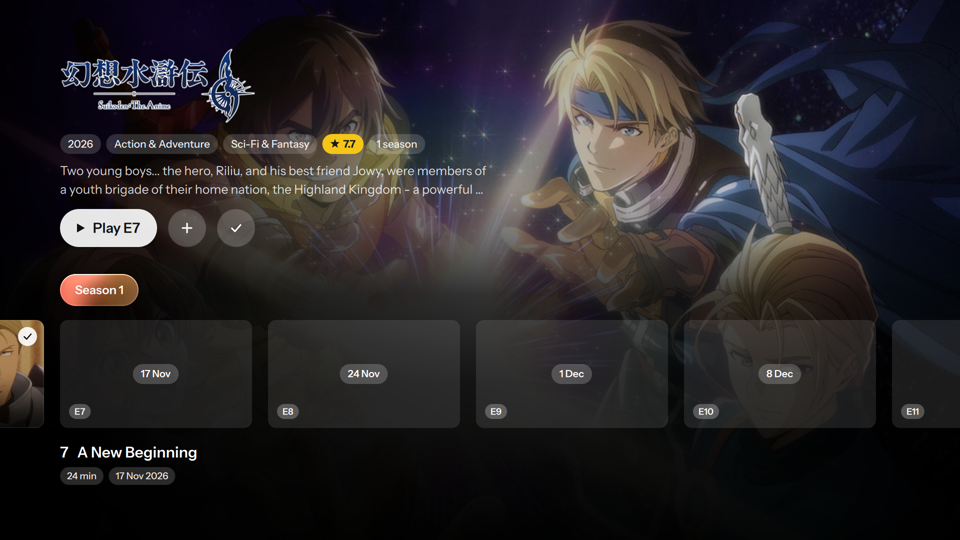 幻想水滸伝
Suikoden: The Anime
2026
Action & Adventure
Sci-Fi & Fantasy
★ 7.7
1 season
Two young boys... the hero, Riliu, and his best friend Jowy, were members of
a youth brigade of their home nation, the Highland Kingdom – a powerful ...
Play E7
Season 1
17 Nov
E7
24 Nov
E8
1 Dec
E9
8 Dec
E10
E11
7 A New Beginning
24 min
17 Nov 2026